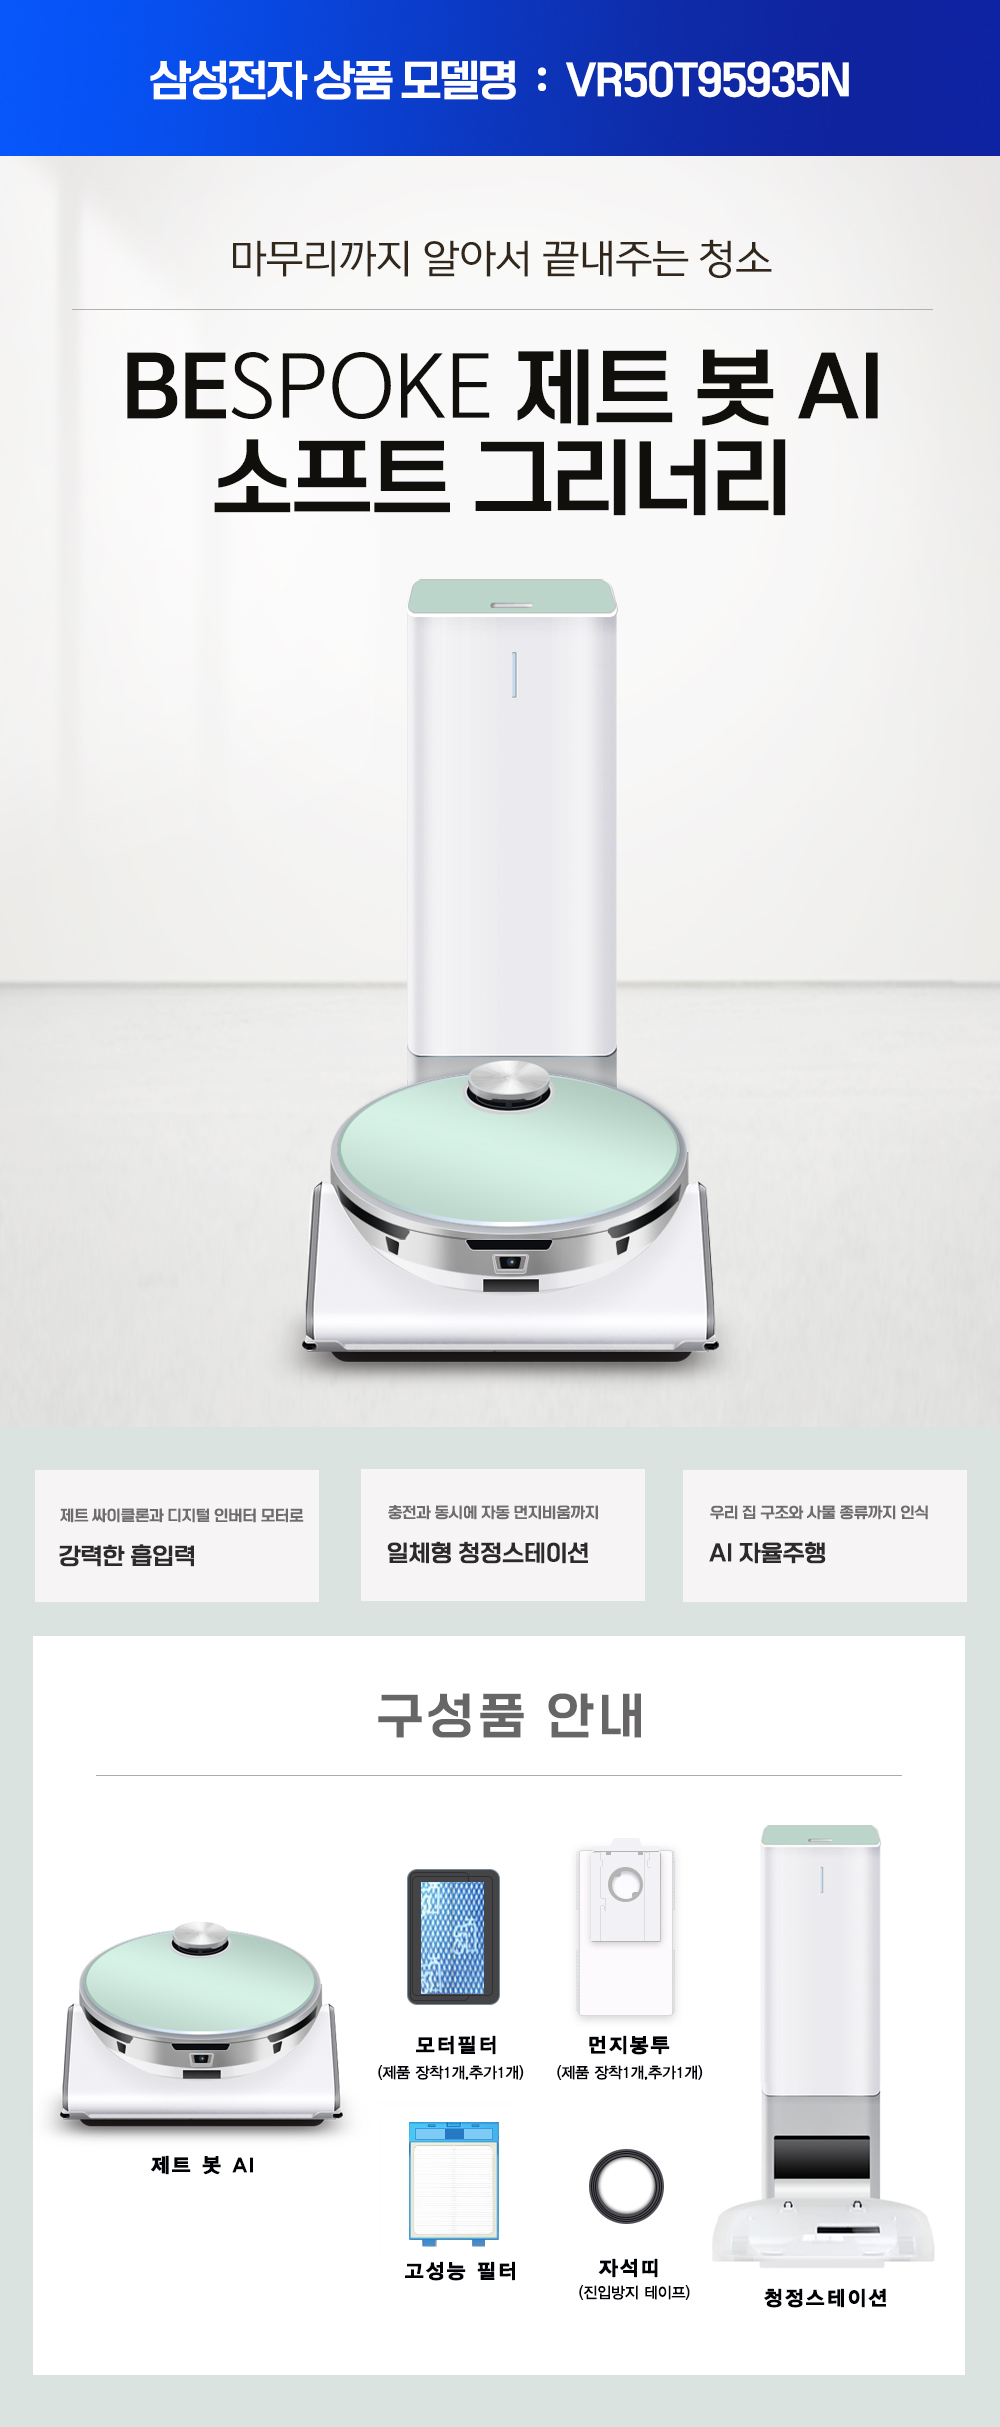 삼성전자 상품 모델명 : VR50T95935N
마무리까지 알아서 끝내주는 청소
BESPOKE 제트 봇 AI
소프트 그리너리
제트 싸이클론과 디지털 인버터 모터로
강력한 흡입력
충전과 동시에 자동 먼지비움까지
일체형 청정스테이션
우리 집 구조와 사물 종류까지 인식
AI 자율주행
구성품 안내
모터필터
(제품 장착1개,추가1개)
먼지봉투
(제품 장착1개,추가1개)
제트 봇 AI
고성능 필터
자석띠
(진입방지 테이프)
청정스테이션